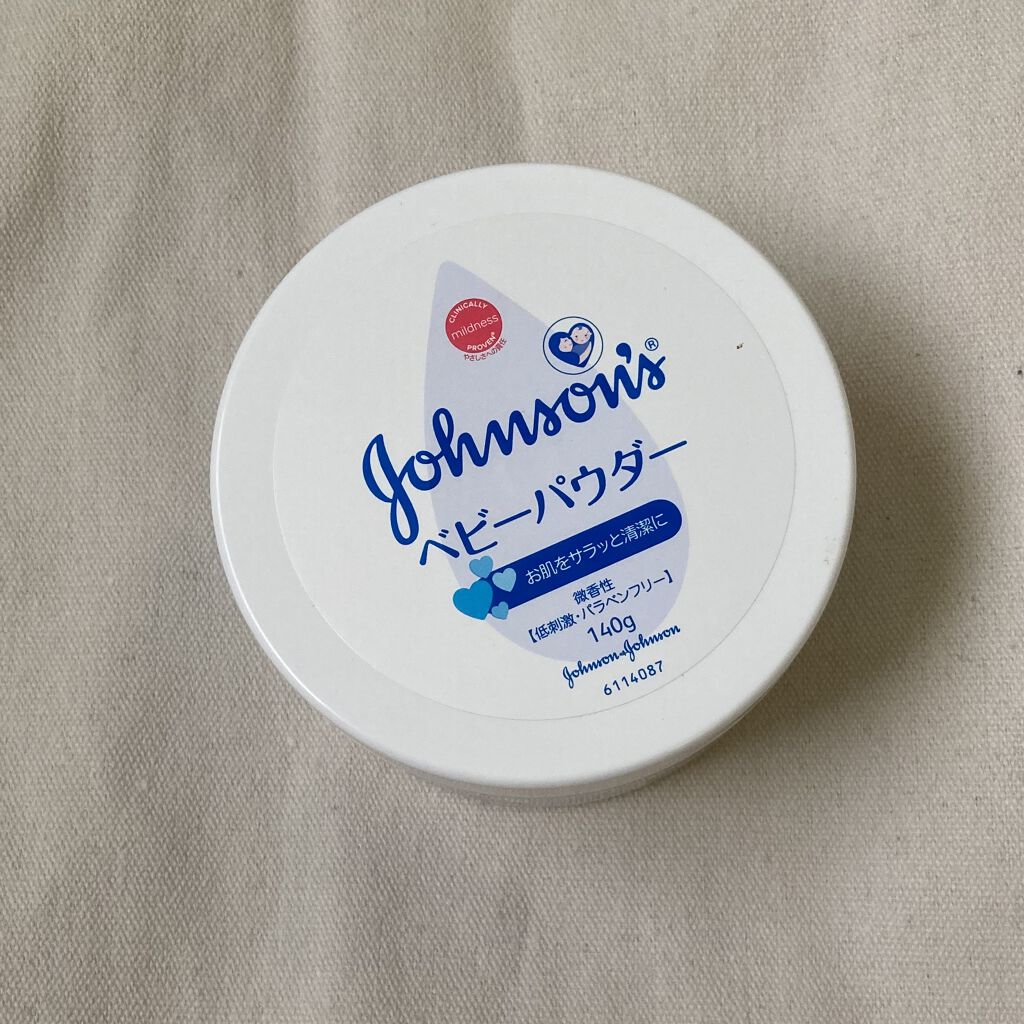 CLINICALLY
mildness
PROVEN®
やさしさへの責任
Johnson's®
ベビーパウダー
お肌をサラッと清潔に
微香性
【低刺激・パラベンフリー】
140g
Johnson & Johnson
6114087